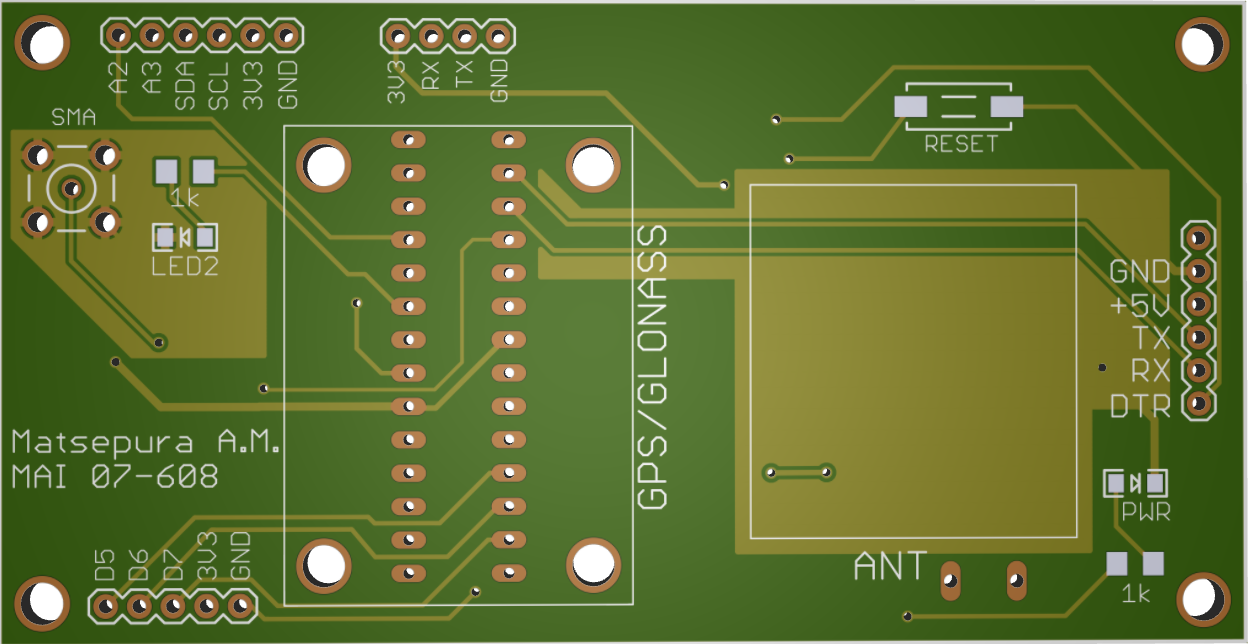 A2
A3
SDA
SCL
3V3
GND
3V3
RX
TX
GND
SMA
RESET
1k
LED2
GPS/GLONASS
GND
+5V
TX
RX
DTR
Matsepura A.M.
MAI 07-608
PWR
D5
D6
D7
3V3
GND
ANT
1k